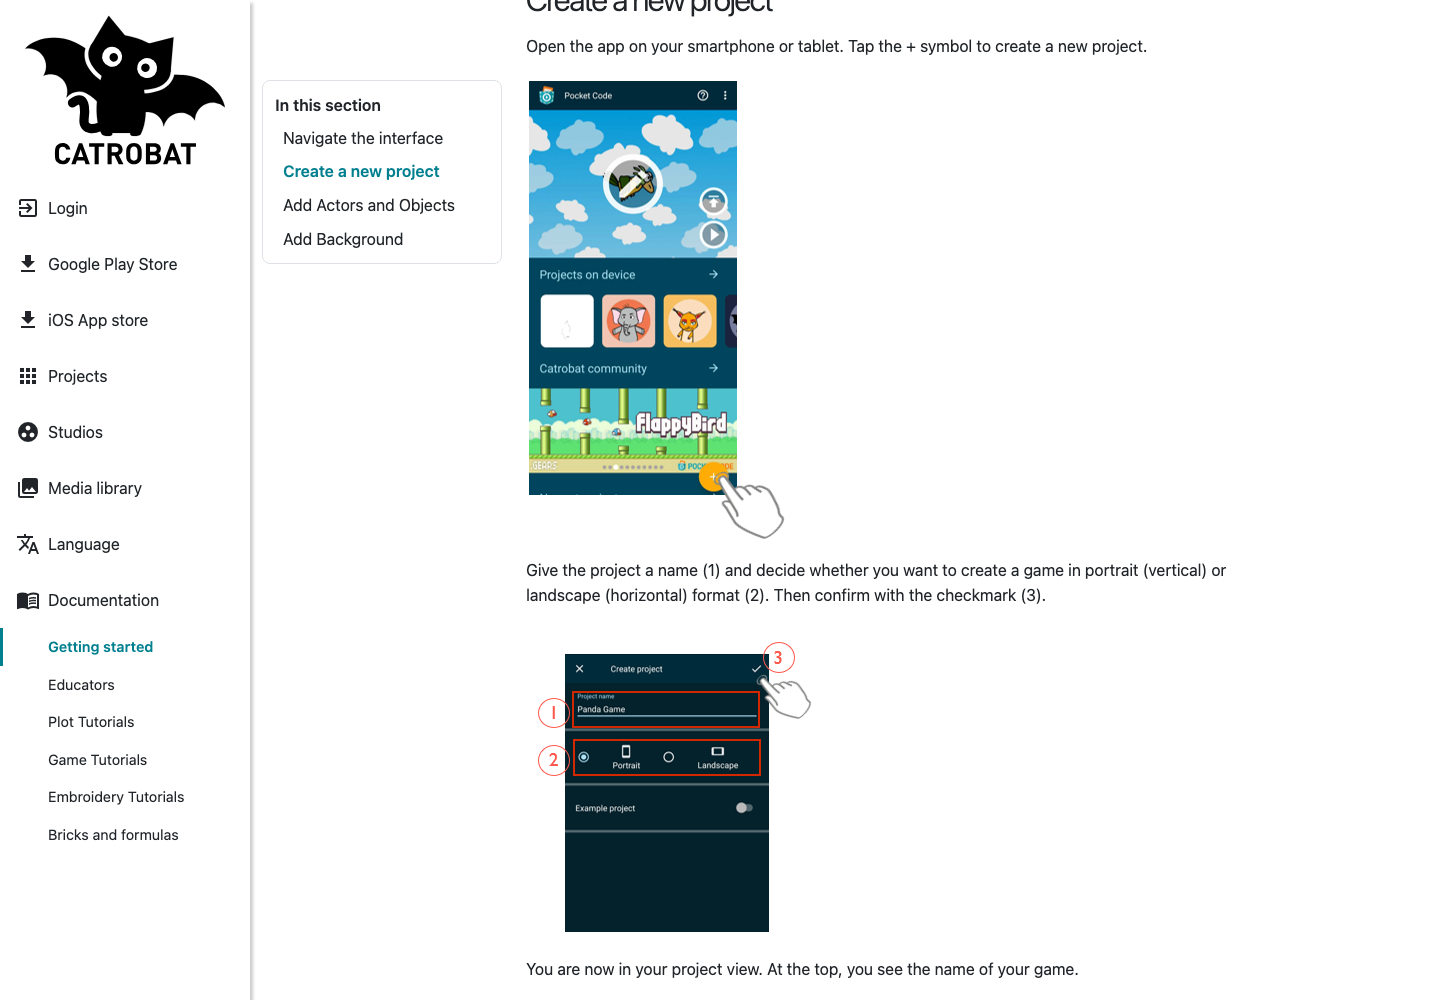 CATROBAT
Login
Google Play Store
iOS App store
Projects
Studios
Media library
Language
Documentation
Getting started
Educators
Plot Tutorials
Game Tutorials
Embroidery Tutorials
Bricks and formulas
In this section
Navigate the interface
Create a new project
Add Actors and Objects
Add Background
Create a new project
Open the app on your smartphone or tablet. Tap the + symbol to create a new project.
Pocket Code
Projects on device
Catrobat community
FlappyBird
Give the project a name (1) and decide whether you want to create a game in portrait (vertical) or
landscape (horizontal) format (2). Then confirm with the checkmark (3).
3
Create project
Project name
1
Panda Game
2
Portrait
Landscape
Example project
You are now in your project view. At the top, you see the name of your game.